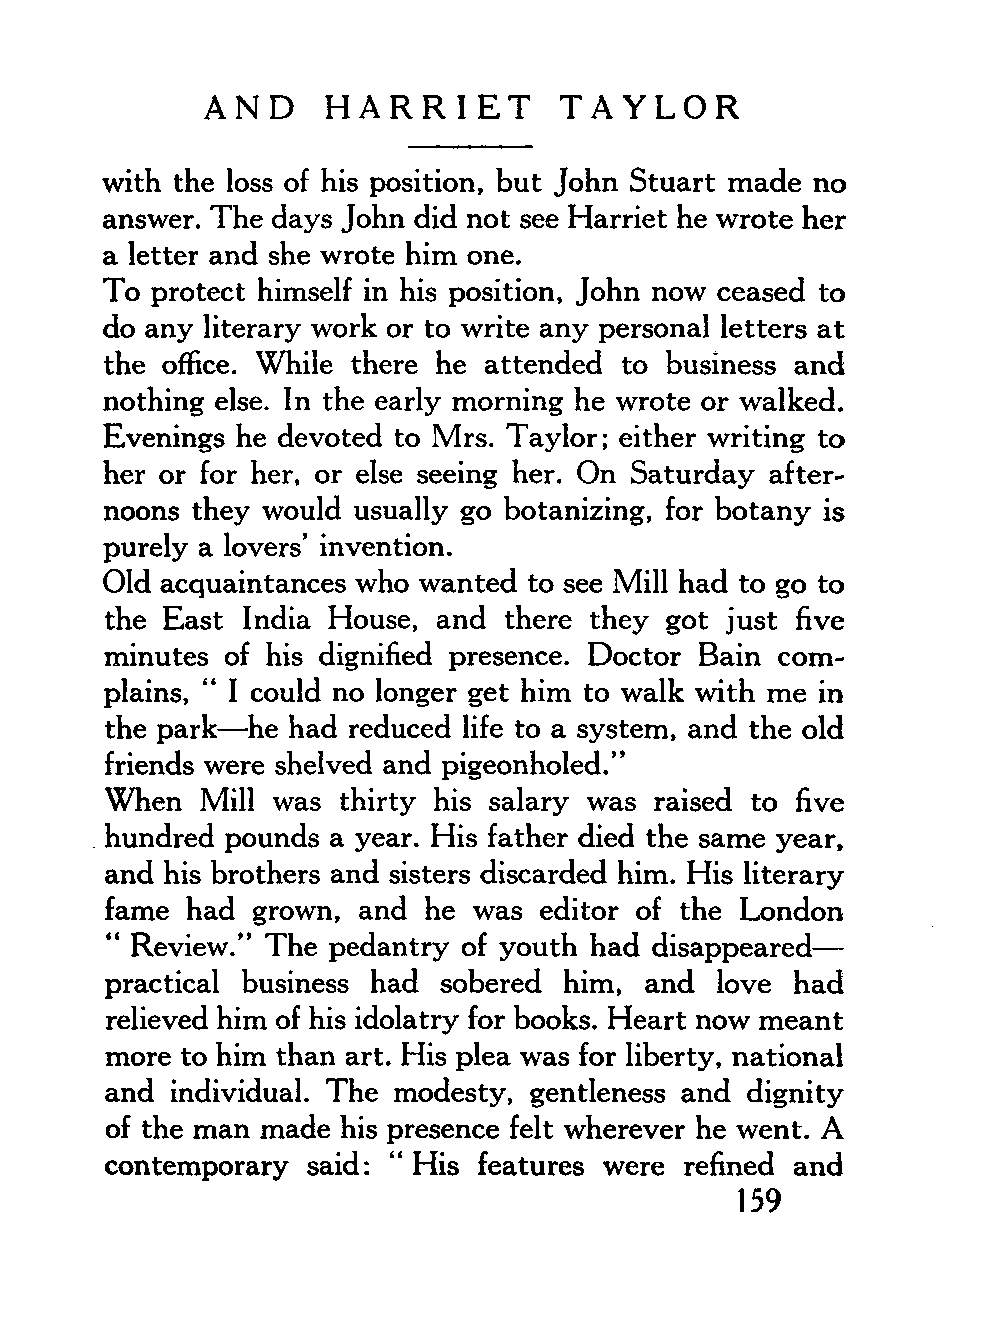 AND HARRIET TAYLOR
with the loss of his position, but John Stuart made no
answer. The days John did not see Harriet he wrote her
a letter and she wrote him one.
To protect himself in his position, John now ceased to
do any literary work or to write any personal letters at
the office. While there he attended to business and
nothing else. In the early morning he wrote or walked.
Evenings he devoted to Mrs. Taylor; either writing to
her or for her, or else seeing her. On Saturday after-
noons they would usually go botanizing, for botany is
purely a lovers' invention.
Old acquaintances who wanted to see Mill had to go to
the East India House, and there they got just five
minutes of his dignified presence. Doctor Bain com-
plains, " I could no longer get him to walk with me in
the park—he had reduced life to a system, and the old
friends were shelved and pigeonholed."
When Mill was thirty his salary was raised to five
hundred pounds a year. His father died the same year,
and his brothers and sisters discarded him. His literary
fame had grown, and he was editor of the London
" Review." The pedantry of youth had disappeared—
practical business had sobered him, and love had
relieved him of his idolatry for books. Heart now meant
more to him than art. His plea was for liberty, national
and individual. The modesty, gentleness and dignity
of the man made his presence felt wherever he went. A
contemporary said: " His features were refined and
159